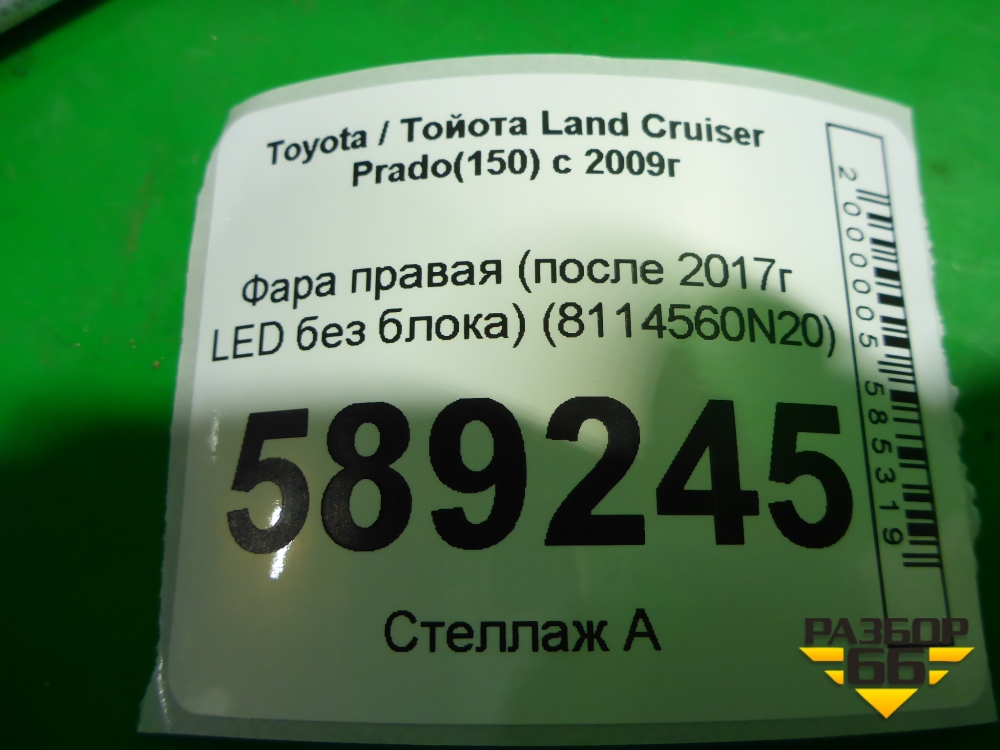 Toyota / Тойота Land Cruiser
Prado(150) с 2009г
Фара правая (после 2017г
LED без блока) (8114560N20)
589245
Стеллаж А
2000005585319
РАЗБОР
66